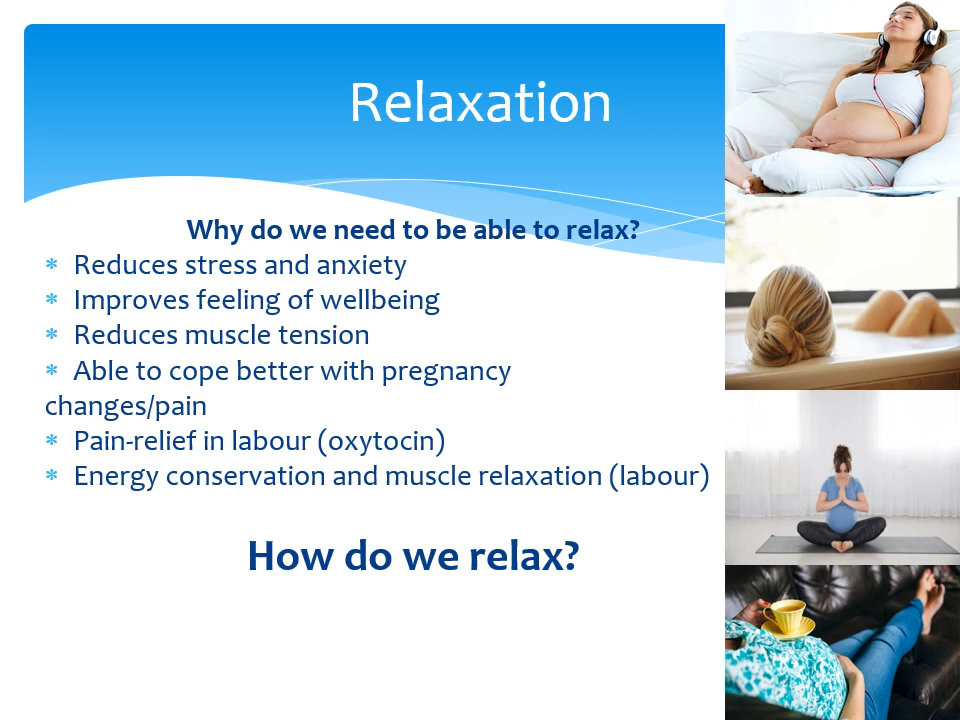 Relaxation
Why do we need to be able to relax?
* Reduces stress and anxiety
* Improves feeling of wellbeing
* Reduces muscle tension
* Able to cope better with pregnancy
changes/pain
* Pain-relief in labour (oxytocin)
* Energy conservation and muscle relaxation (labour)
How do we relax?